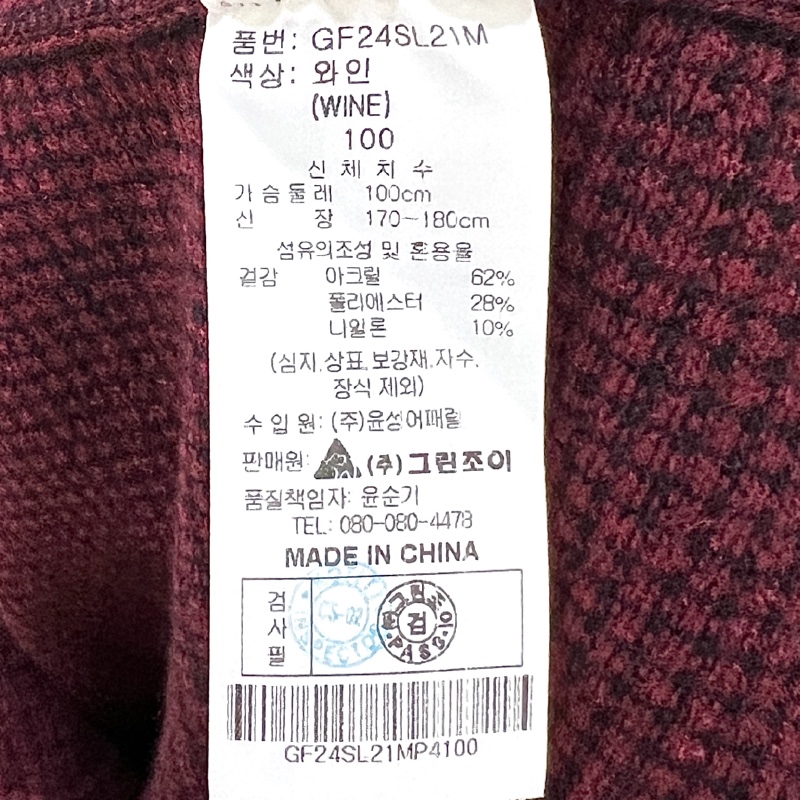 품번: GF24SL21M
색상: 와인
(WINE)
100
신 체 치 수
가슴둘레 100cm
신 장 170~180cm
섬유의조성 및 혼용율
겉감 아크릴 62%
폴리에스터 28%
니일론 10%
(심지,상표,보강재,자수,
장식 제외)
수 입 원: (주)윤성어패럴
판매원: (주)그린조이
품질책임자: 윤순기
TEL: 080-080-4478
MADE IN CHINA
검
사
필
검
PASS
GF24SL21MP4100